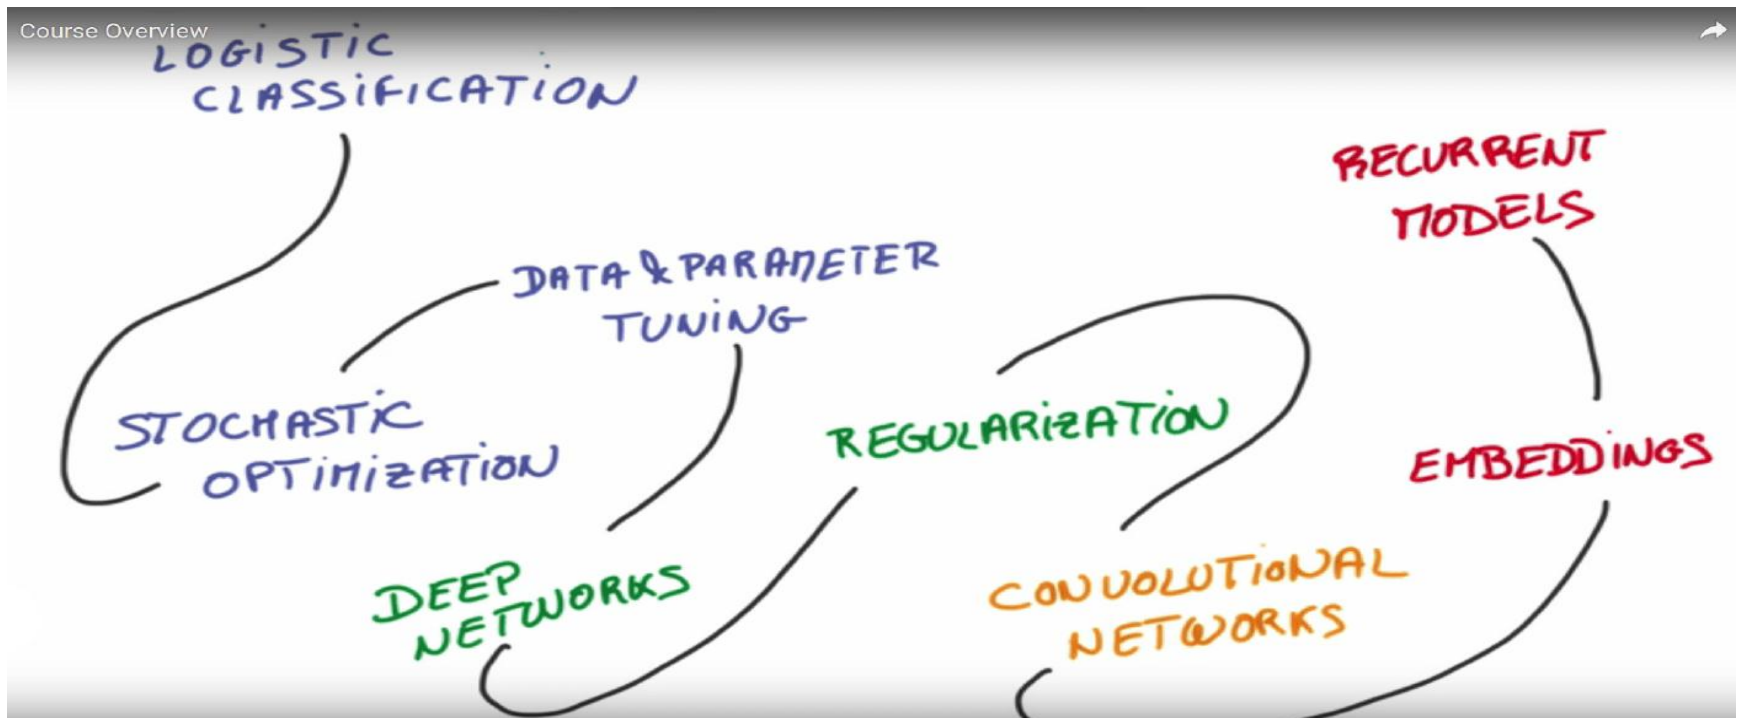 Course Overview
LOGISTIC
CLASSIFICATION
RECURRENT
MODELS
DATA & PARAMETER
TUNING
STOCHASTIC
OPTIMIZATION
REGULARIZATION
EMBEDDINGS
DEEP
NETWORKS
CONVOLUTIONAL
NETWORKS